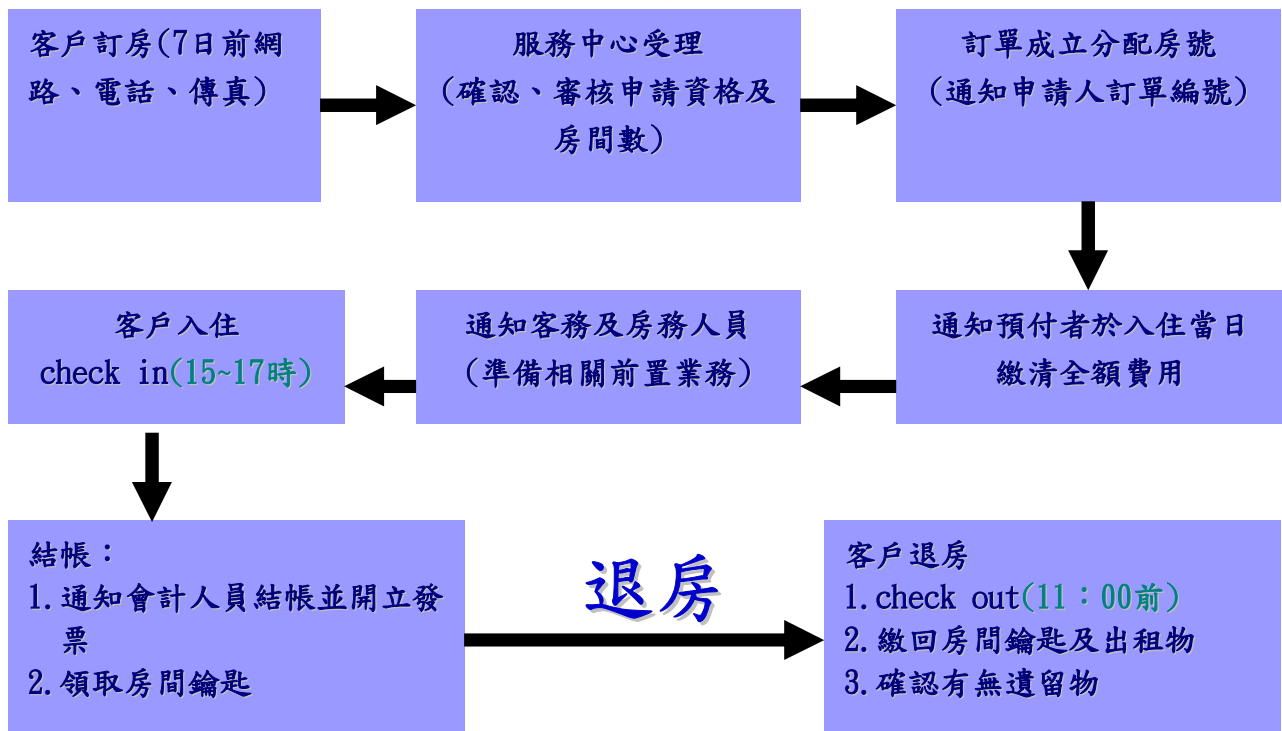 客戶訂房(7日前網
路、電話、傳真)
服務中心受理
(確認、審核申請資格及
房間數)
訂單成立分配房號
(通知申請人訂單編號)
通知預付者於入住當日
繳清全額費用
通知客務及房務人員
(準備相關前置業務)
客戶入住
check in(15~17時)
結帳：
1.通知會計人員結帳並開立發
票
2.領取房間鑰匙
退房
客戶退房
1.check out(11：00前)
2.繳回房間鑰匙及出租物
3.確認有無遺留物